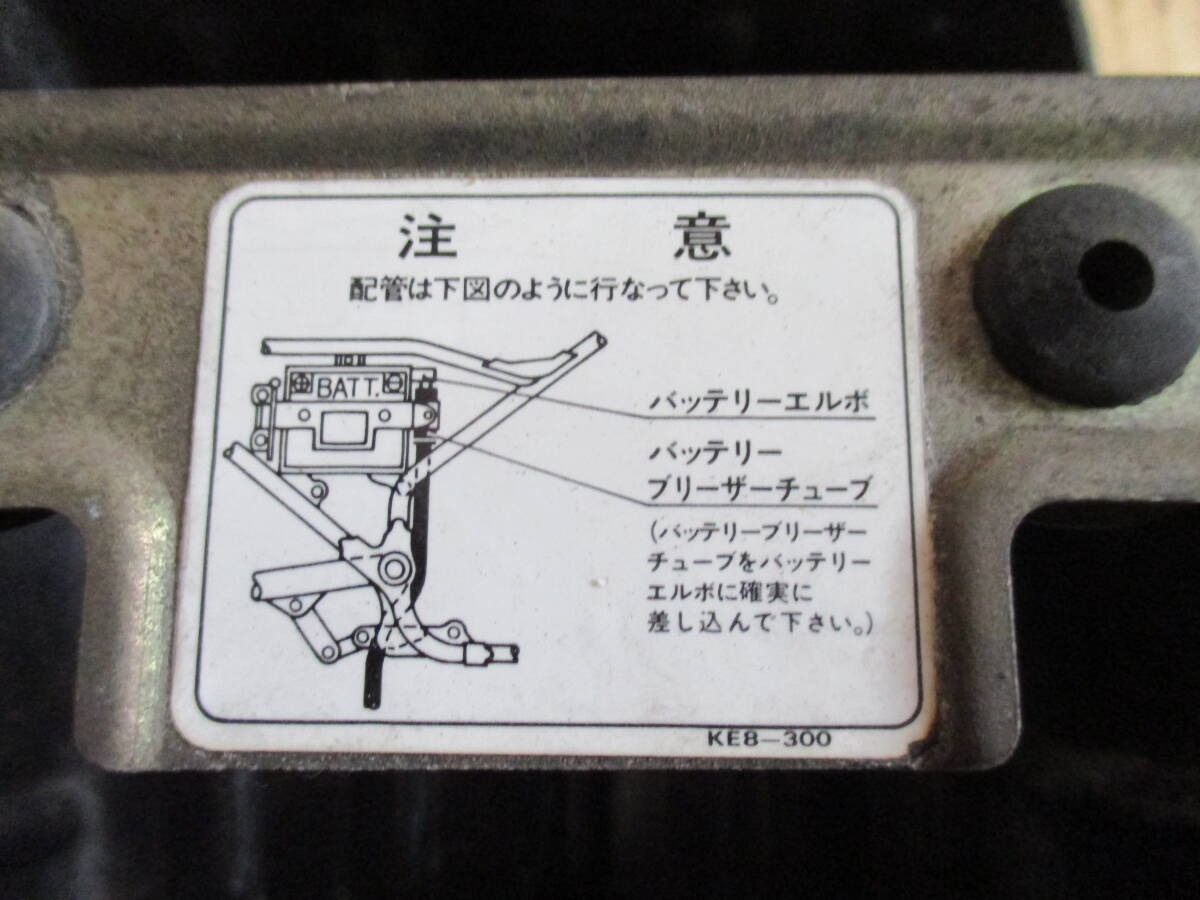 注意
配管は下図のように行なって下さい。
BATT.
バッテリーエルボ
バッテリー
ブリーザーチューブ
(バッテリーブリーザー
チューブをバッテリー
エルボに確実に
差し込んで下さい。)
KE8-300